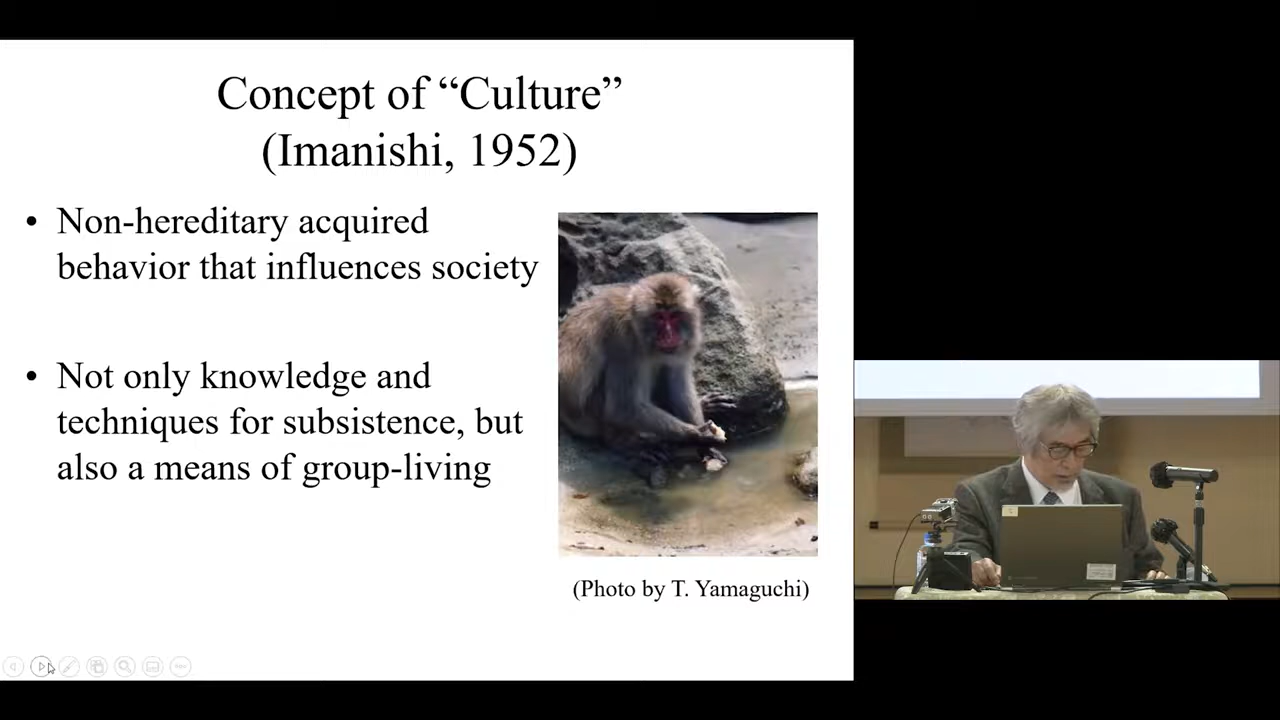 Concept of “Culture”
(Imanishi, 1952)
• Non-hereditary acquired
behavior that influences society
• Not only knowledge and
techniques for subsistence, but
also a means of group-living
(Photo by T. Yamaguchi)